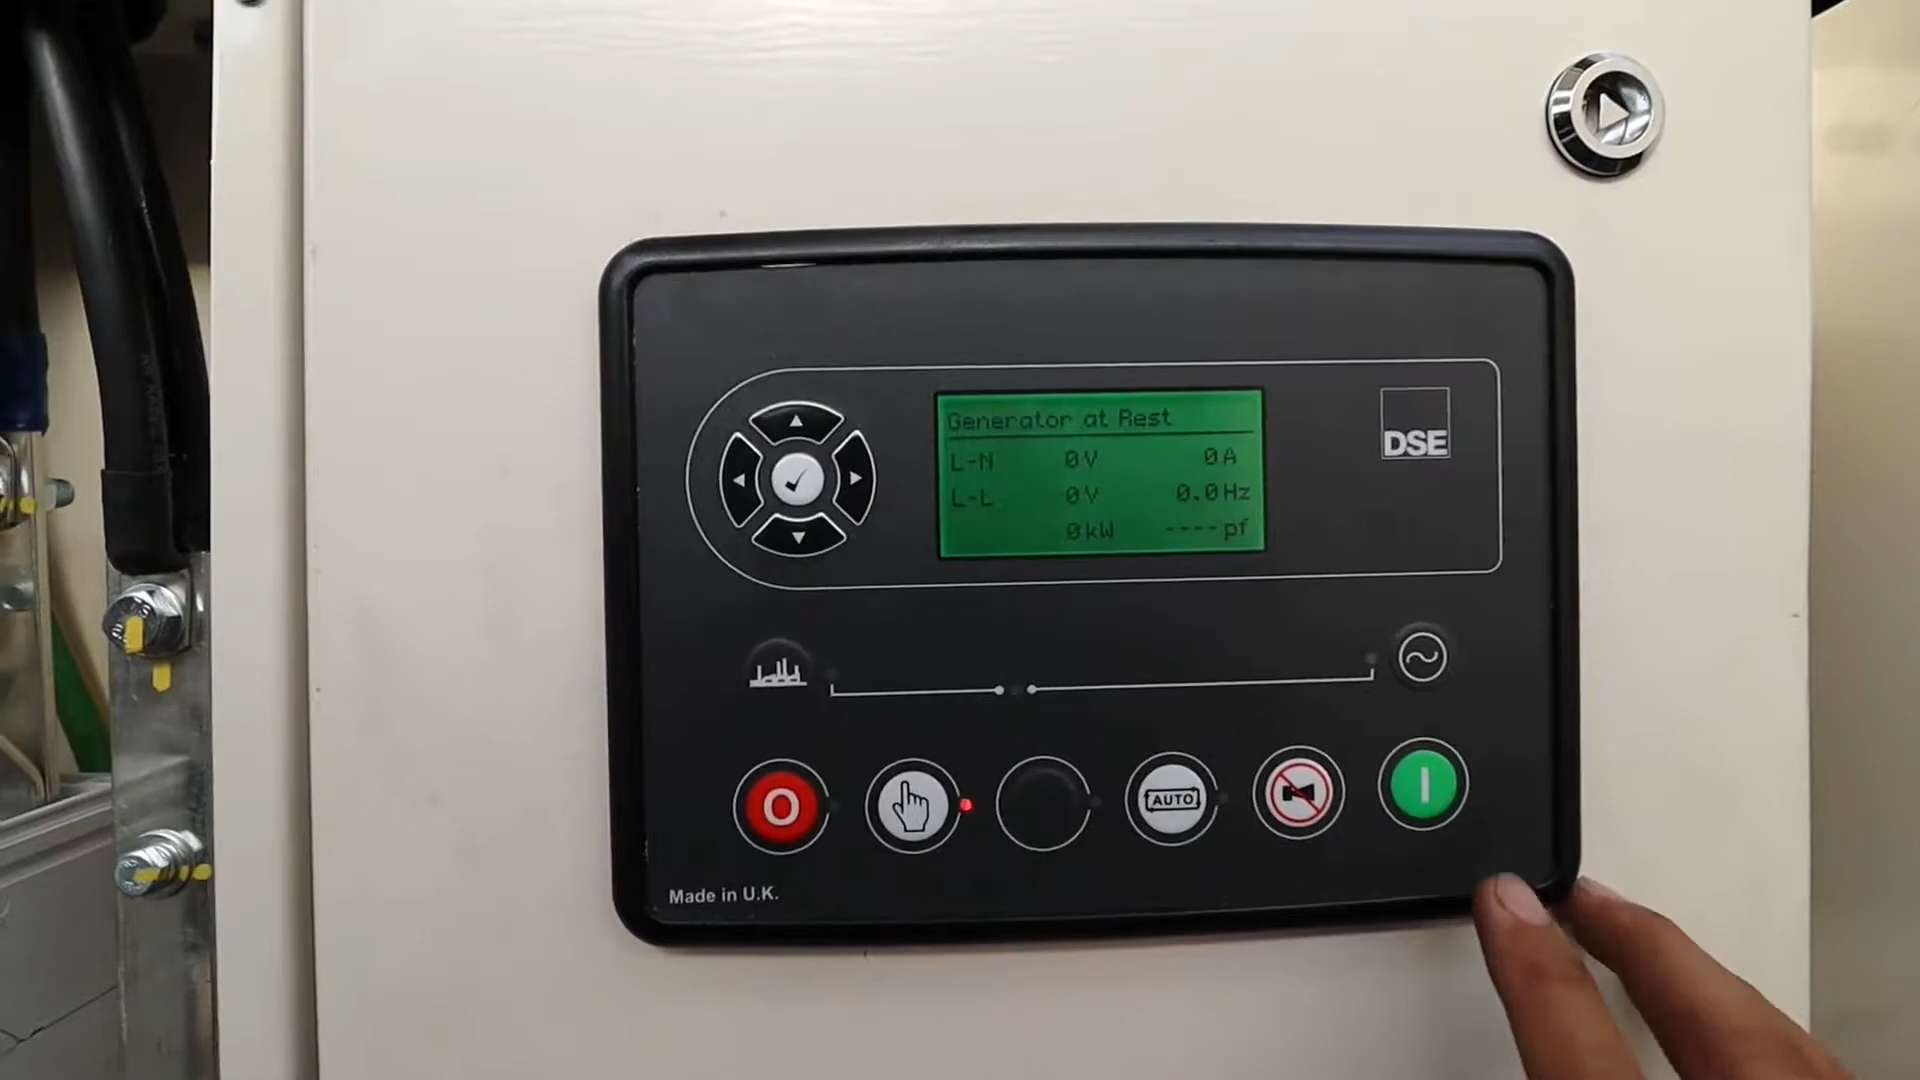 Generator at Rest
L-N 0V 0A
L-L 0V 0.0Hz
0kW ----pf
DSE
O
AUTO
I
Made in U.K.